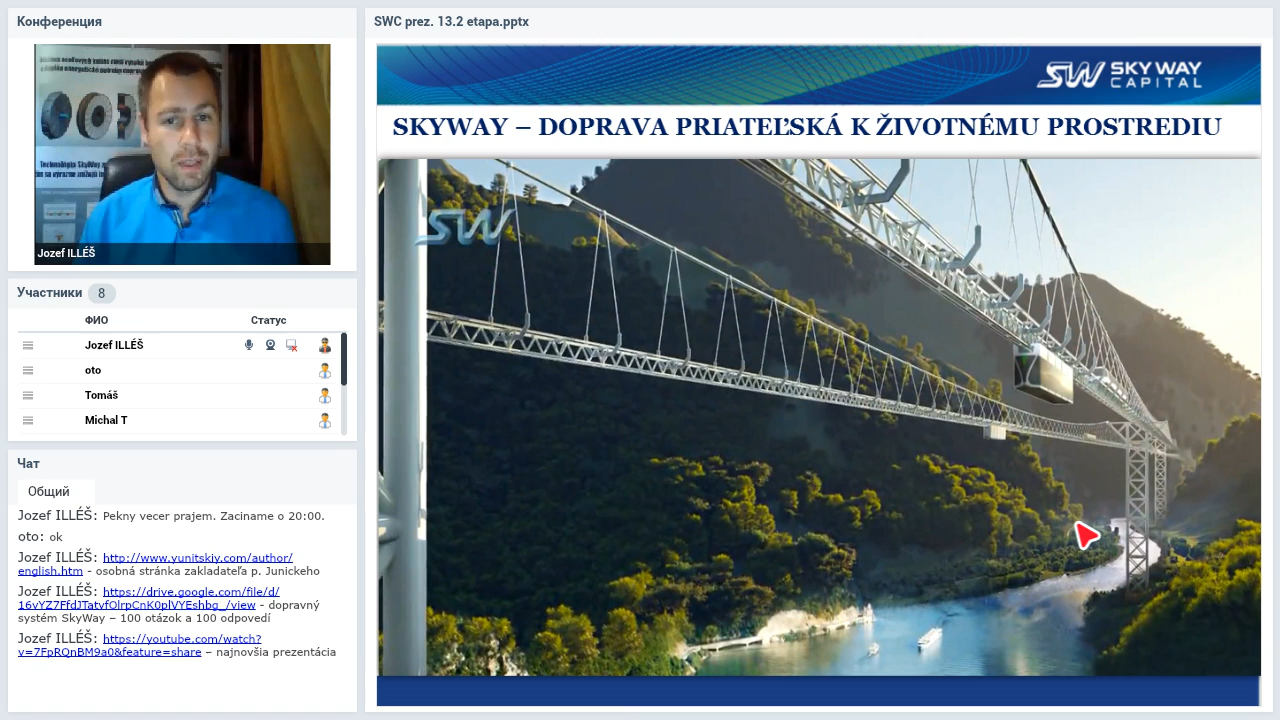 Конференция
Jozef ILLÉŠ
Участники 8
ФИО Статус
Jozef ILLÉŠ
oto
Tomáš
Michal T
Чат
Общий
Jozef ILLÉŠ: Pekny vecer prajem. Zaciname o 20:00.
oto: ok
Jozef ILLÉŠ: http://www.yunitskiy.com/author/
english.htm - osobná stránka zakladateľa p. Junickeho
Jozef ILLÉŠ: https://drive.google.com/file/d/
16vYZ7FfdJTatvfOlrpCnK0plVYEshbg_/view - dopravný
systém SkyWay – 100 otázok a 100 odpovedí
Jozef ILLÉŠ: https://youtube.com/watch?
v=7FpRQnBM9a0&feature=share – najnovšia prezentácia
SWC prez. 13.2 etapa.pptx
SW SKY WAY
CAPITAL
SKYWAY – DOPRAVA PRIATEĽSKÁ K ŽIVOTNÉMU PROSTREDIU
SW